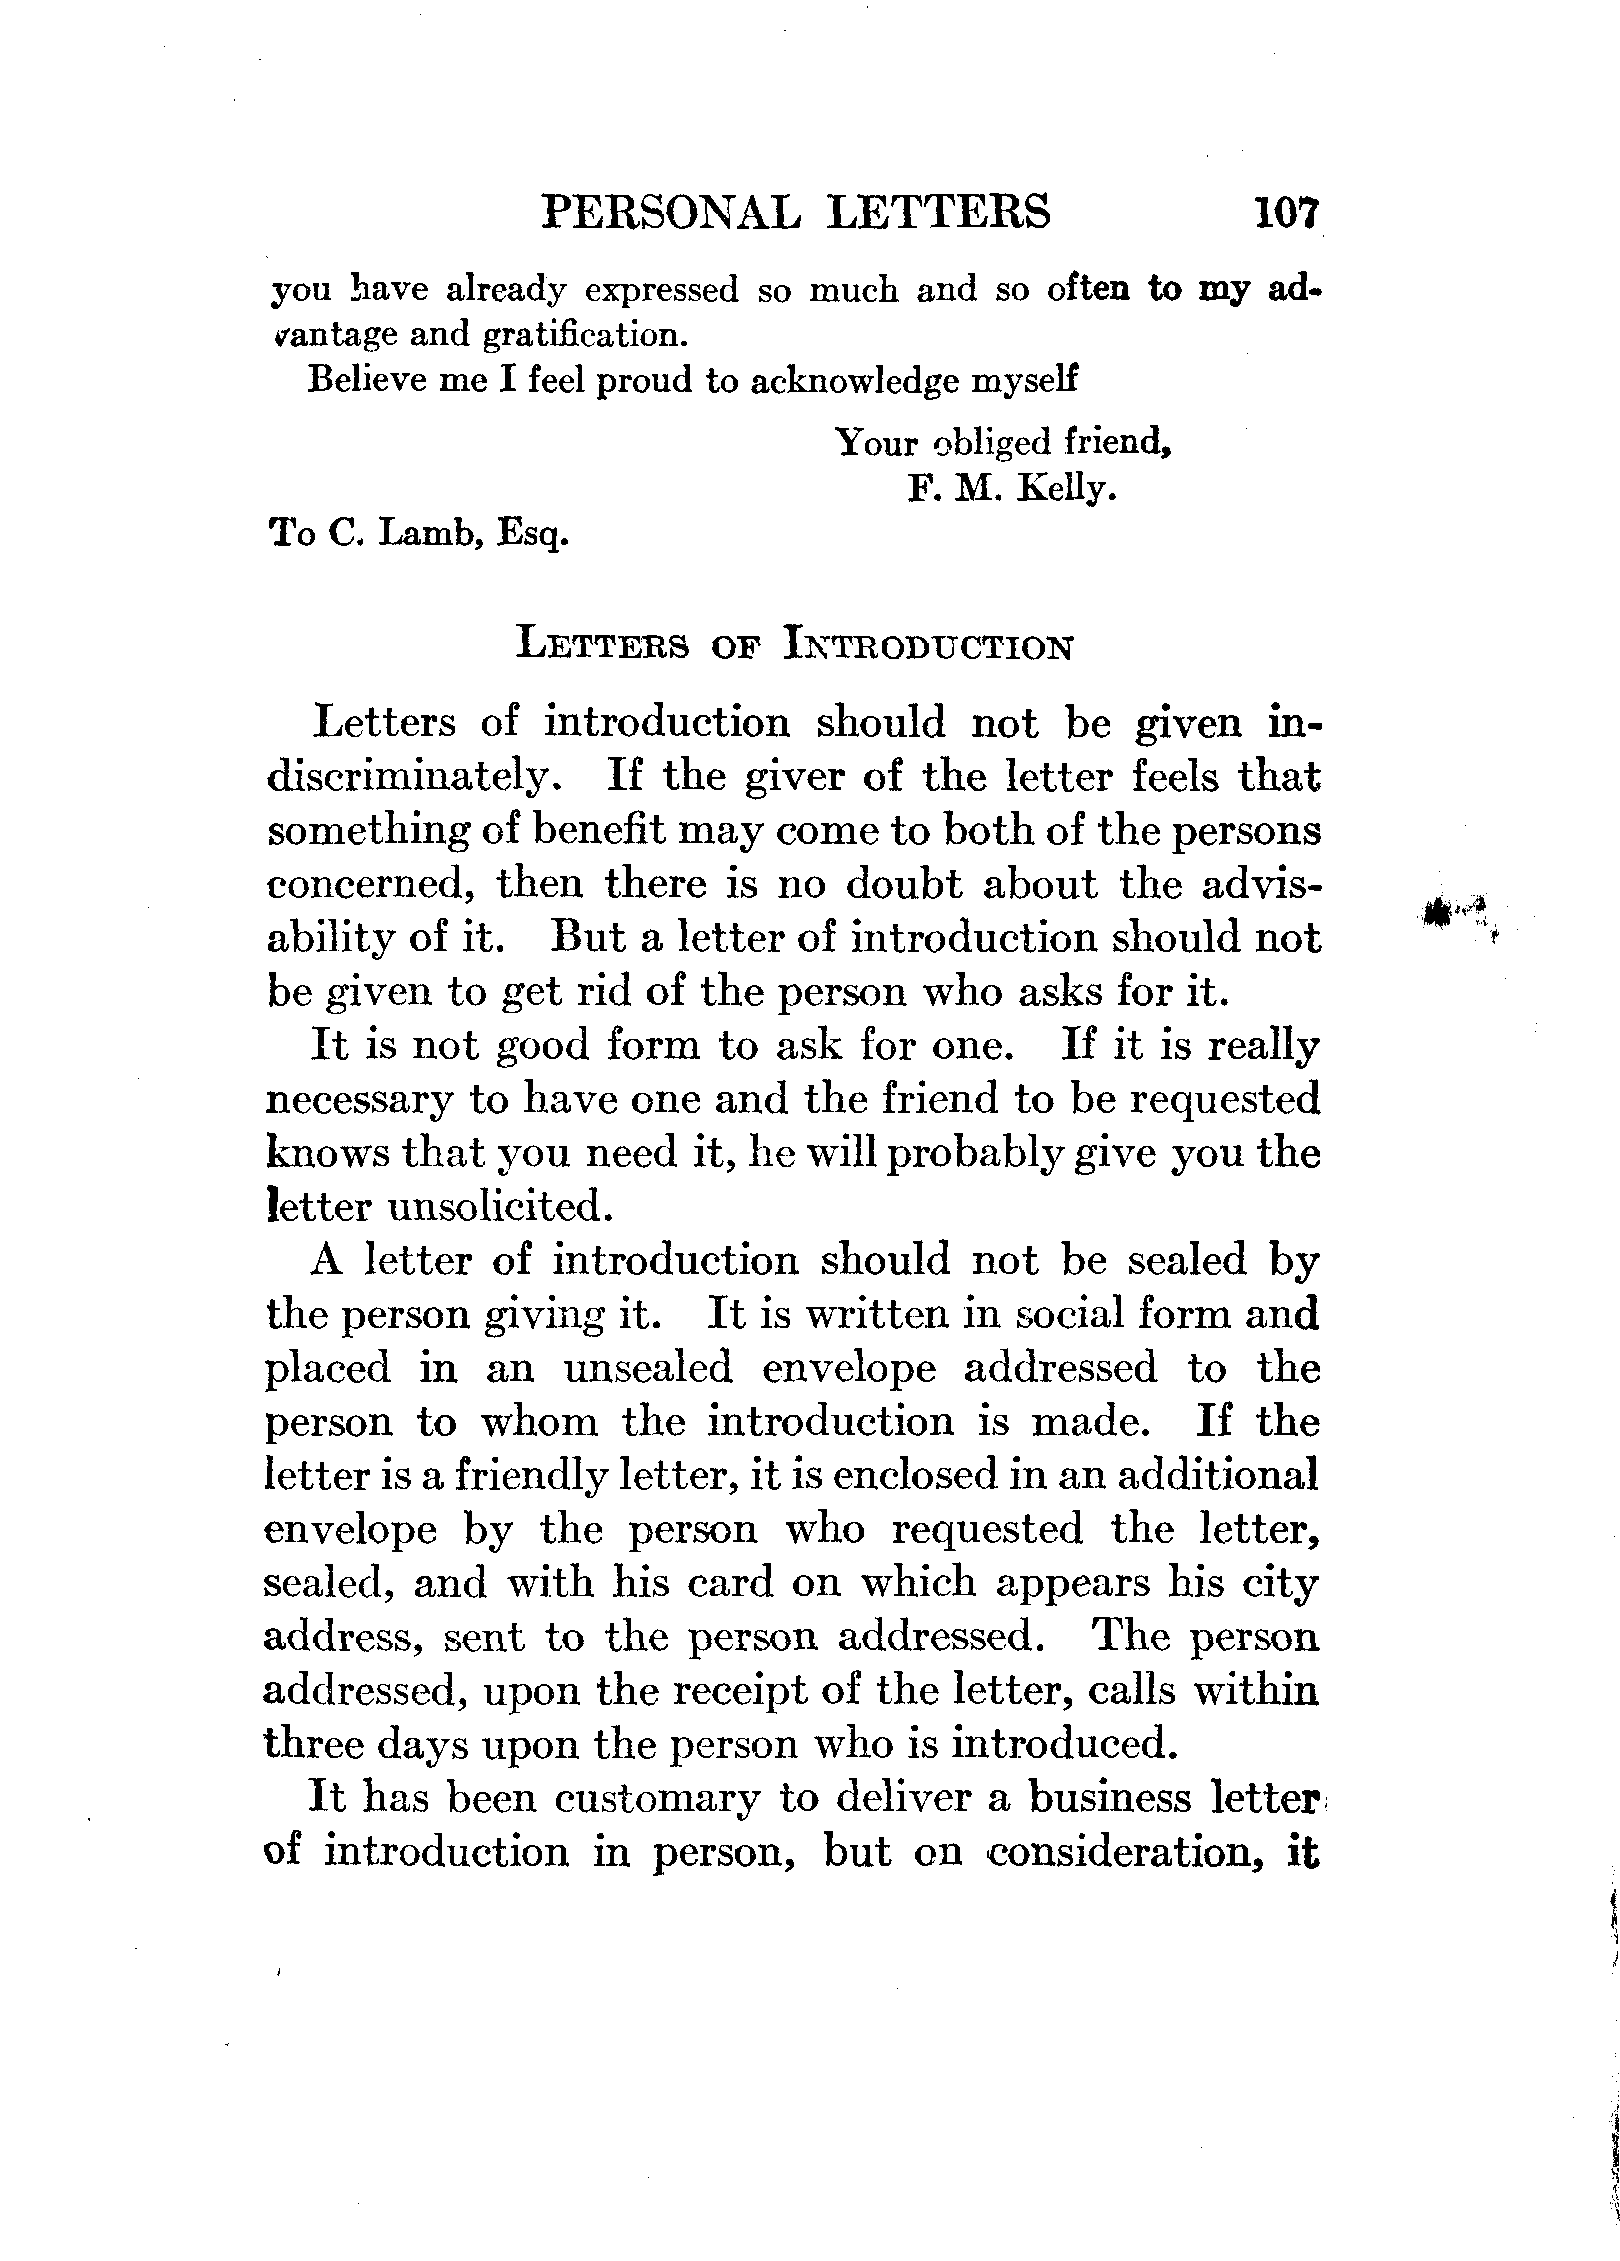 PERSONAL LETTERS 107
you have already expressed so much and so often to my ad-
vantage and gratification.
Believe me I feel proud to acknowledge myself
Your obliged friend,
F. M. Kelly.
To C. Lamb, Esq.
Letters of Introduction
Letters of introduction should not be given in-
discriminately. If the giver of the letter feels that
something of benefit may come to both of the persons
concerned, then there is no doubt about the advis-
ability of it. But a letter of introduction should not
be given to get rid of the person who asks for it.
It is not good form to ask for one. If it is really
necessary to have one and the friend to be requested
knows that you need it, he will probably give you the
letter unsolicited.
A letter of introduction should not be sealed by
the person giving it. It is written in social form and
placed in an unsealed envelope addressed to the
person to whom the introduction is made. If the
letter is a friendly letter, it is enclosed in an additional
envelope by the person who requested the letter,
sealed, and with his card on which appears his city
address, sent to the person addressed. The person
addressed, upon the receipt of the letter, calls within
three days upon the person who is introduced.
It has been customary to deliver a business letter
of introduction in person, but on consideration, it